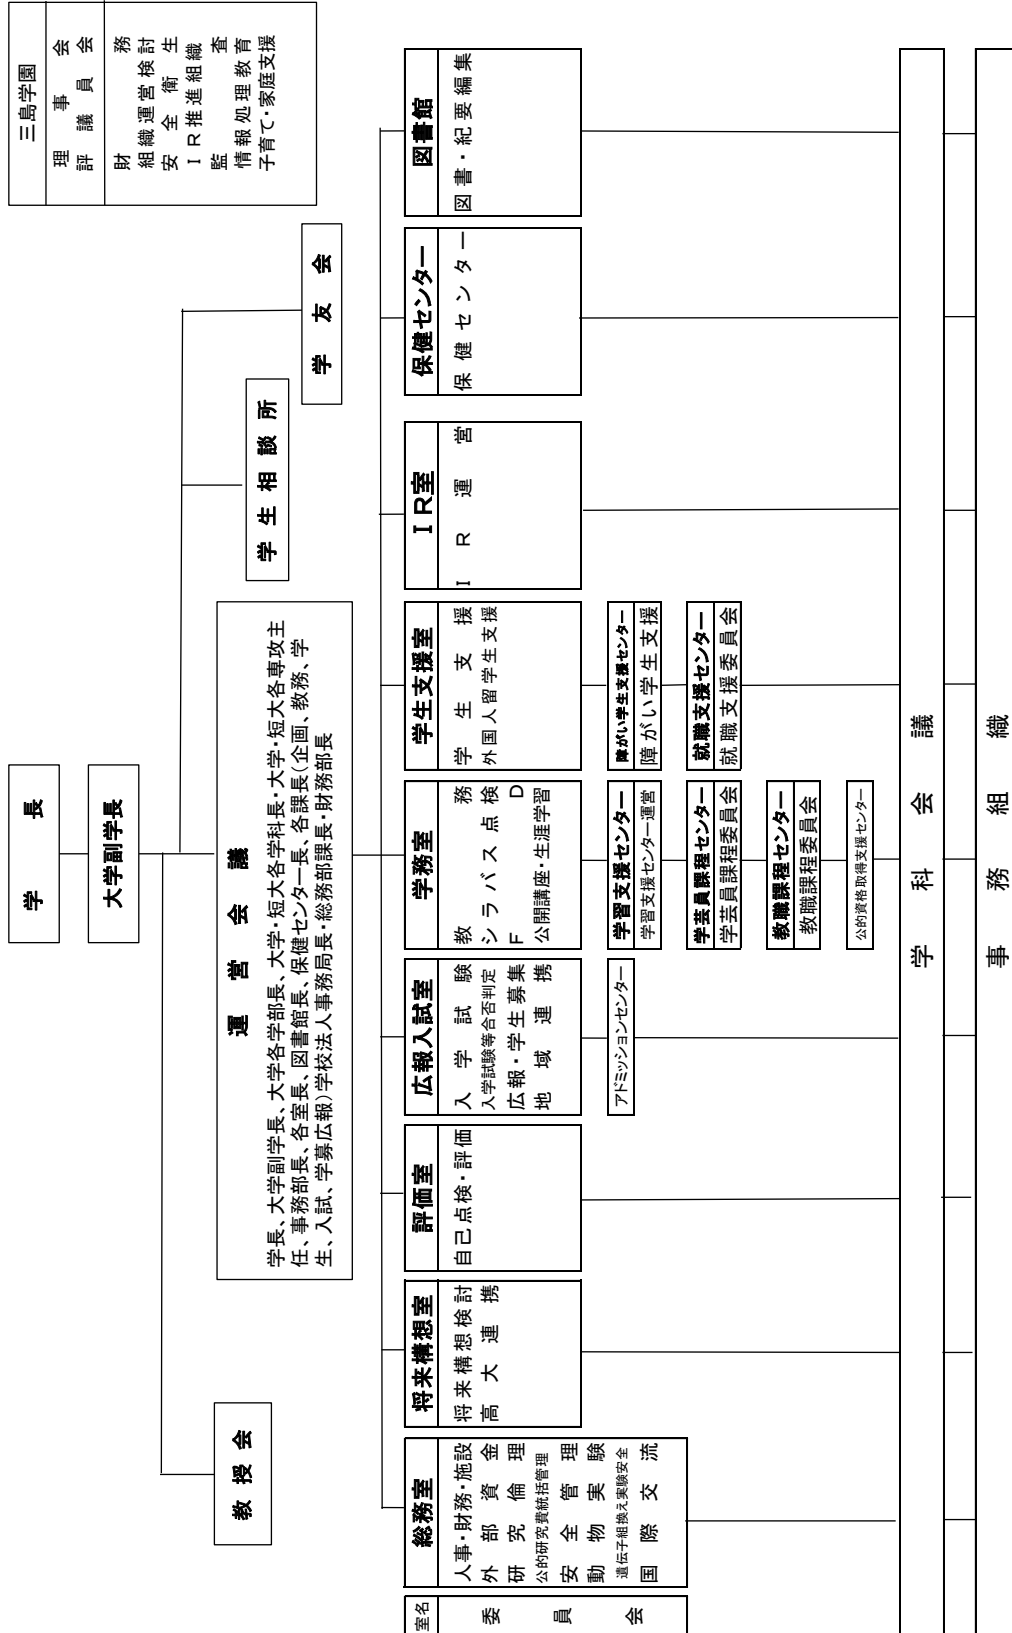 三島学園
理事会
評議員会
財務
組織運営検討
安全衛生
ＩＲ推進組織
監査
情報処理教育
子育て・家庭支援
学長
大学副学長
教授会
運営会議
学長、大学副学長、大学各学部長、大学・短大各学科長・大学・短大各専攻主
任、事務部長、各室長、図書館長、保健センター長、各課長（企画、教務、学
生、入試、学募広報）学校法人事務局長・総務部課長・財務部長
学生相談所
学友会
室名
委員会
総務室
人事・財務・施設
外部資金
研究倫理
公的研究費統括管理
安全管理
動物実験
遺伝子組換え実験安全
国際交流
将来構想室
将来構想検討
高大連携
評価室
自己点検・評価
広報入試室
入学試験
入学試験等合否判定
広報・学生募集
地域連携
アドミッションセンター
学務室
教務
シラバス点検
ＦＤ
公開講座・生涯学習
学習支援センター
学習支援センター運営
学芸員課程センター
学芸員課程委員会
教職課程センター
教職課程委員会
公的資格取得支援センター
学生支援室
学生支援
外国人留学生支援
障がい学生支援センター
障がい学生支援
就職支援センター
就職支援委員会
ＩＲ室
ＩＲ運営
保健センター
保健センター
図書館
図書・紀要編集
学科会議
事務組織